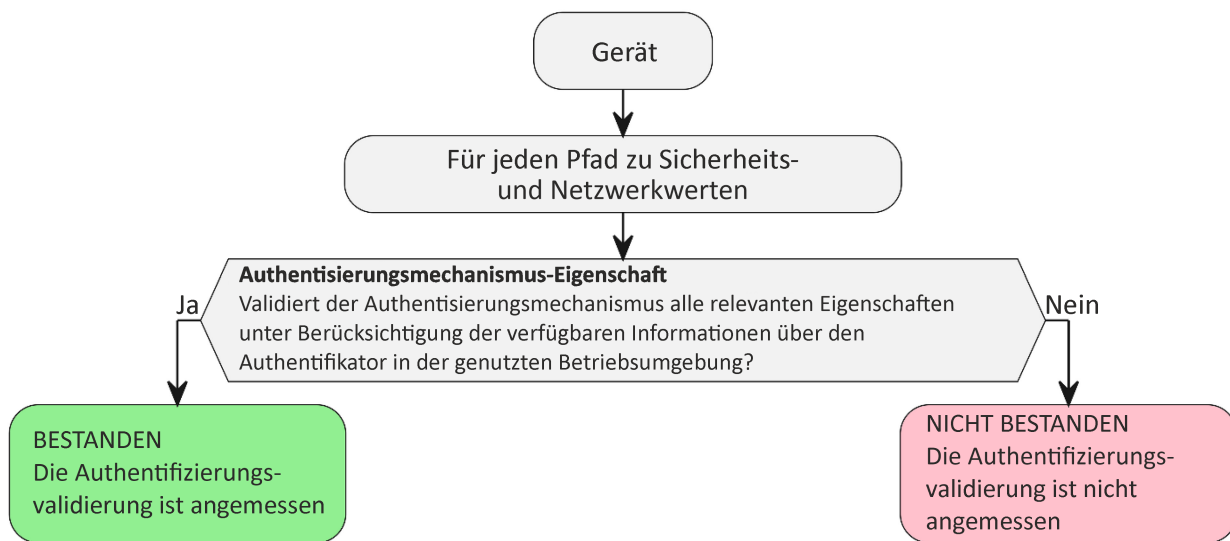 Gerät
Für jeden Pfad zu Sicherheits-
und Netzwerkwerten
Authentisierungsmechanismus-Eigenschaft
Ja
Validiert der Authentisierungsmechanismus alle relevanten Eigenschaften
Nein
unter Berücksichtigung der verfügbaren Informationen über den
Authentifikator in der genutzten Betriebsumgebung?
BESTANDEN
Die Authentifizierungs-
validierung ist angemessen
NICHT BESTANDEN
Die Authentifizierungs-
validierung ist nicht
angemessen